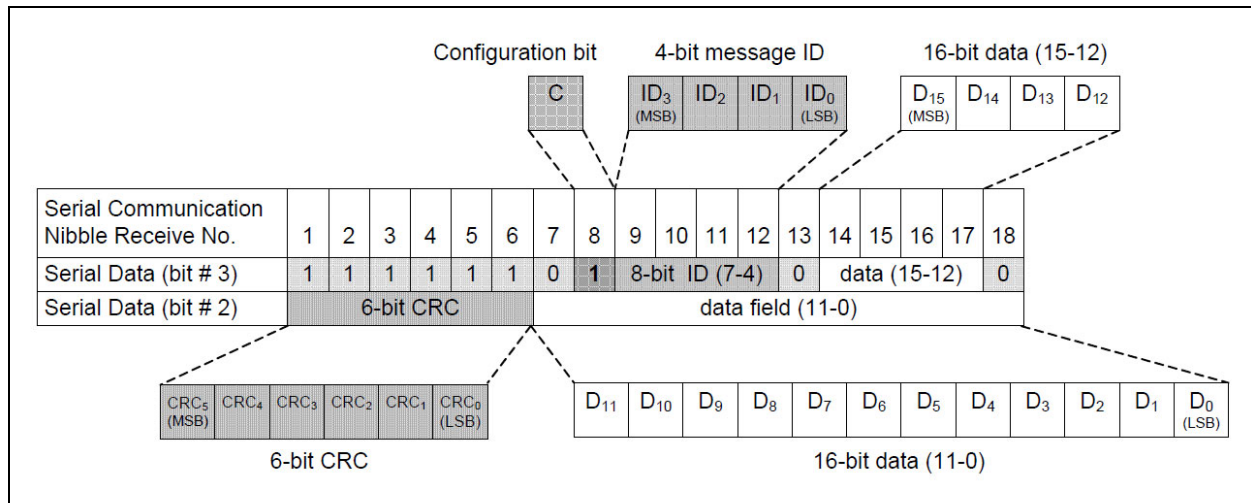 Configuration bit 4-bit message ID 16-bit data (15-12)
C ID₃ ID₂ ID₁ ID₀ D₁₅ D₁₄ D₁₃ D₁₂
(MSB) (LSB) (MSB)
Serial Communication
Nibble Receive No. 1 2 3 4 5 6 7 8 9 10 11 12 13 14 15 16 17 18
Serial Data (bit # 3) 1 1 1 1 1 1 0 1 8-bit ID (7-4) 0 data (15-12) 0
Serial Data (bit # 2) 6-bit CRC data field (11-0)
CRC₅ CRC₄ CRC₃ CRC₂ CRC₁ CRC₀ D₁₁ D₁₀ D₉ D₈ D₇ D₆ D₅ D₄ D₃ D₂ D₁ D₀
(MSB) (LSB) (LSB)
6-bit CRC 16-bit data (11-0)